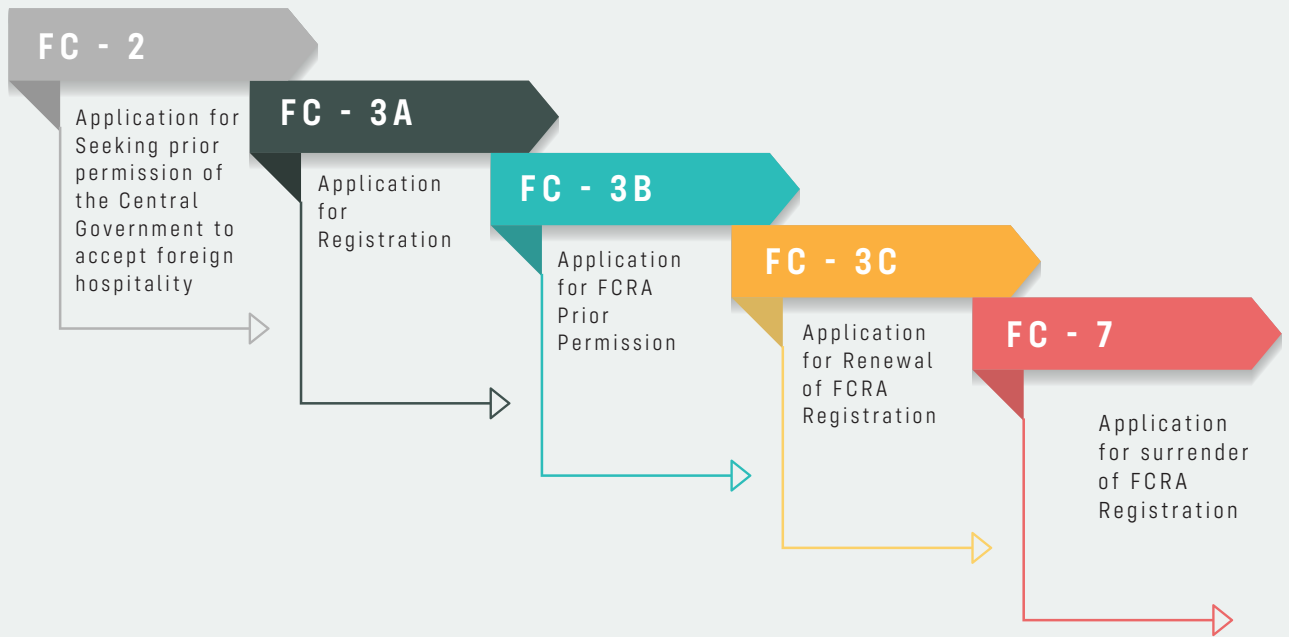 FC - 2
Application for
Seeking prior
permission of
the Central
Government to
accept foreign
hospitality
FC - 3A
Application
for
Registration
FC - 3B
Application
for FCRA
Prior
Permission
FC - 3C
Application
for Renewal
of FCRA
Registration
FC - 7
Application
for surrender
of FCRA
Registration